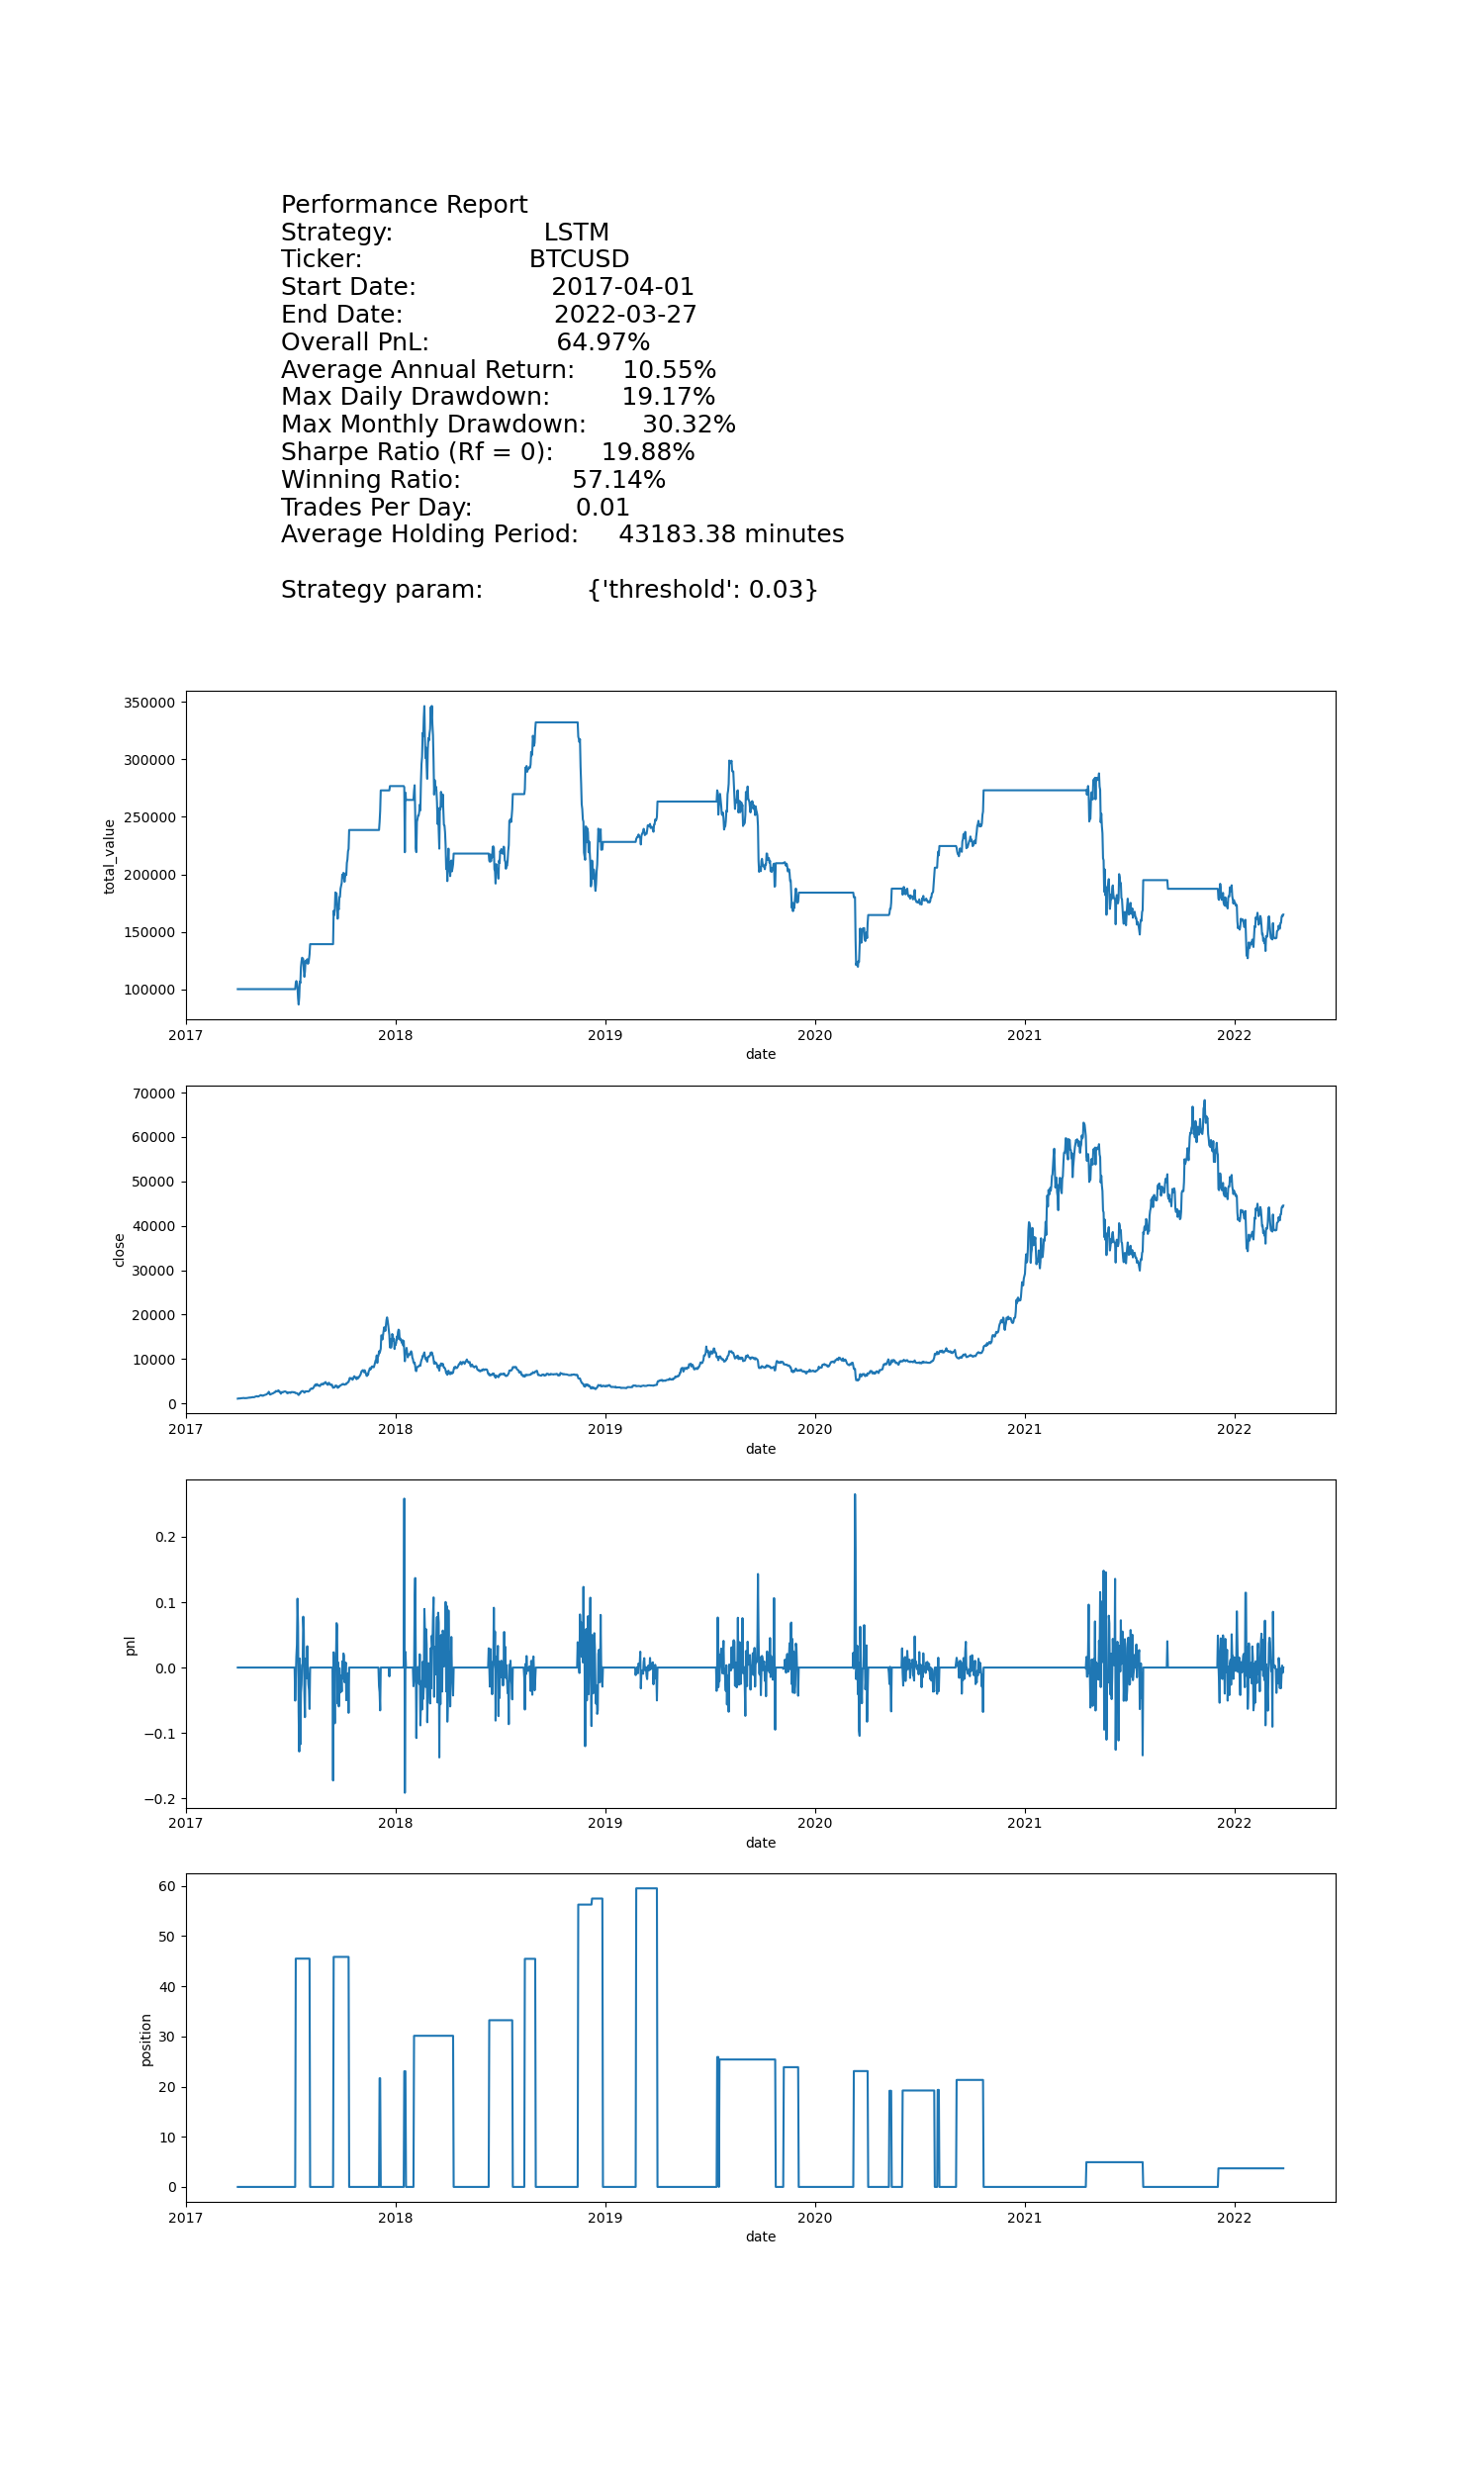 Performance Report
Strategy: LSTM
Ticker: BTCUSD
Start Date: 2017-04-01
End Date: 2022-03-27
Overall PnL: 64.97%
Average Annual Return: 10.55%
Max Daily Drawdown: 19.17%
Max Monthly Drawdown: 30.32%
Sharpe Ratio (Rf = 0): 19.88%
Winning Ratio: 57.14%
Trades Per Day: 0.01
Average Holding Period: 43183.38 minutes
Strategy param: {'threshold': 0.03}
350000
300000
250000
200000
150000
100000
total_value
2017 2018 2019 2020 2021 2022
date
70000
60000
50000
40000
30000
20000
10000
0
close
2017 2018 2019 2020 2021 2022
date
0.2
0.1
0.0
−0.1
−0.2
pnl
2017 2018 2019 2020 2021 2022
date
60
50
40
30
20
10
0
position
2017 2018 2019 2020 2021 2022
date